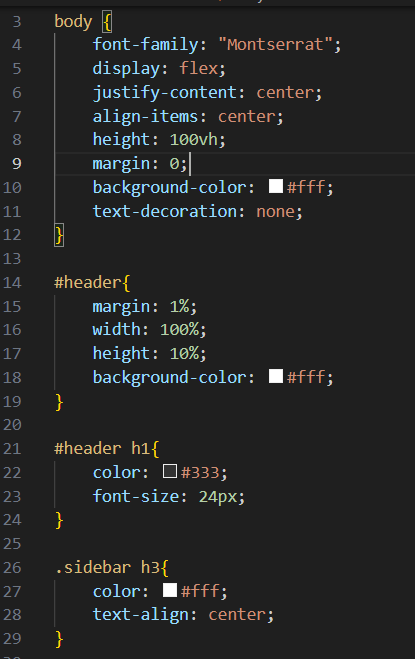 3 body {
4 font-family: "Montserrat";
5 display: flex;
6 justify-content: center;
7 align-items: center;
8 height: 100vh;
9 margin: 0;
10 background-color: #fff;
11 text-decoration: none;
12 }
13
14 #header{
15 margin: 1%;
16 width: 100%;
17 height: 10%;
18 background-color: #fff;
19 }
20
21 #header h1{
22 color: #333;
23 font-size: 24px;
24 }
25
26 .sidebar h3{
27 color: #fff;
28 text-align: center;
29 }